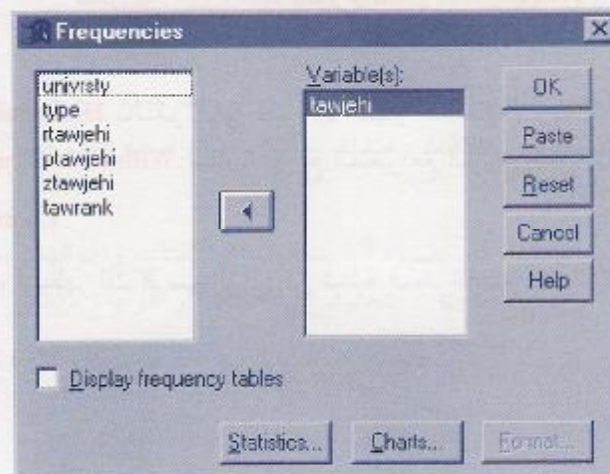 Frequencies
univrsty
type
rtawjehi
ptawjehi
ztawjehi
tawrank
Variable(s):
tawjehi
OK
Paste
Reset
Cancel
Help
Display frequency tables
Statistics...
Charts...
Format...